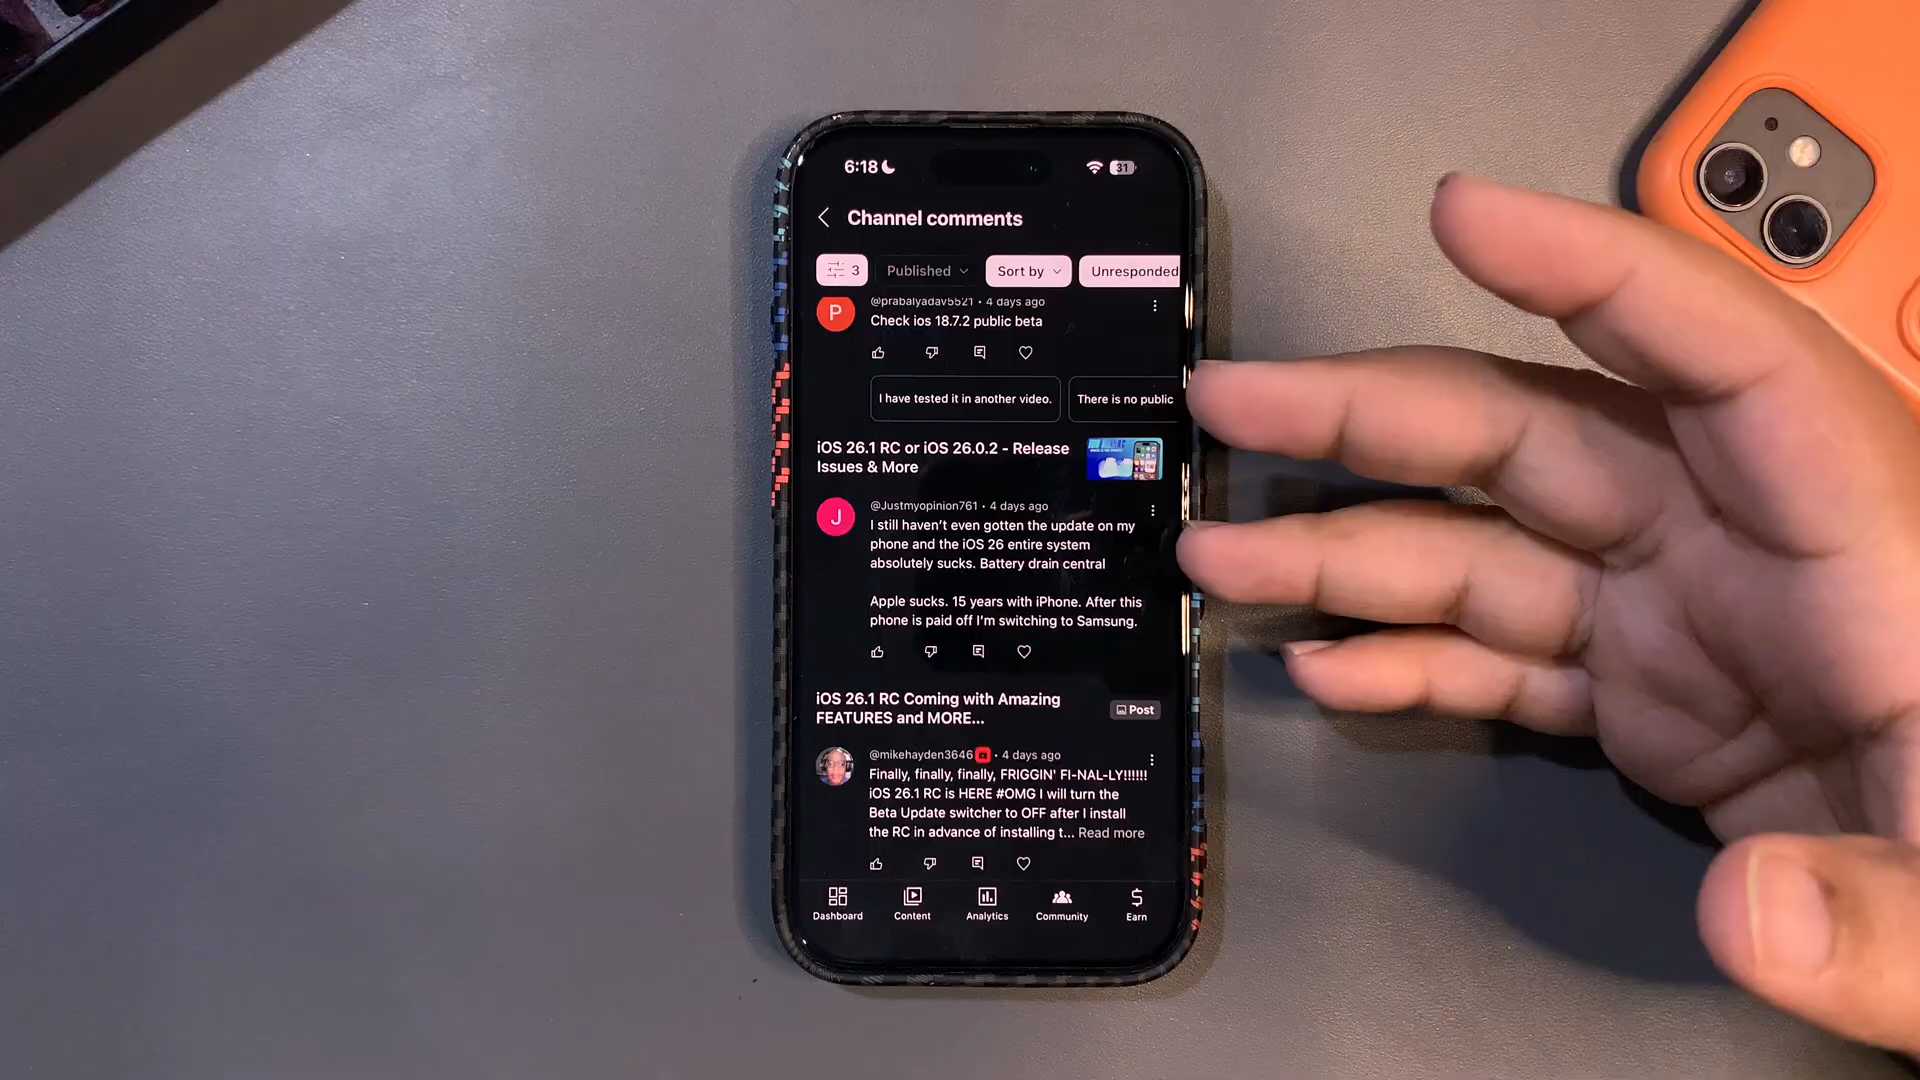 6:18
31
Channel comments
3 Published Sort by Unresponded
@prabalyadav5521 • 4 days ago
P
Check ios 18.7.2 public beta
I have tested it in another video. There is no public
iOS 26.1 RC or iOS 26.0.2 - Release
Issues & More
@Justmyopinion761 • 4 days ago
J
I still haven't even gotten the update on my
phone and the iOS 26 entire system
absolutely sucks. Battery drain central
Apple sucks. 15 years with iPhone. After this
phone is paid off I'm switching to Samsung.
iOS 26.1 RC Coming with Amazing
FEATURES and MORE...
Post
@mikehayden3646 • 4 days ago
Finally, finally, finally, FRIGGIN' FI-NAL-LY!!!!!!
iOS 26.1 RC is HERE #OMG I will turn the
Beta Update switcher to OFF after I install
the RC in advance of installing t... Read more
Dashboard Content Analytics Community Earn